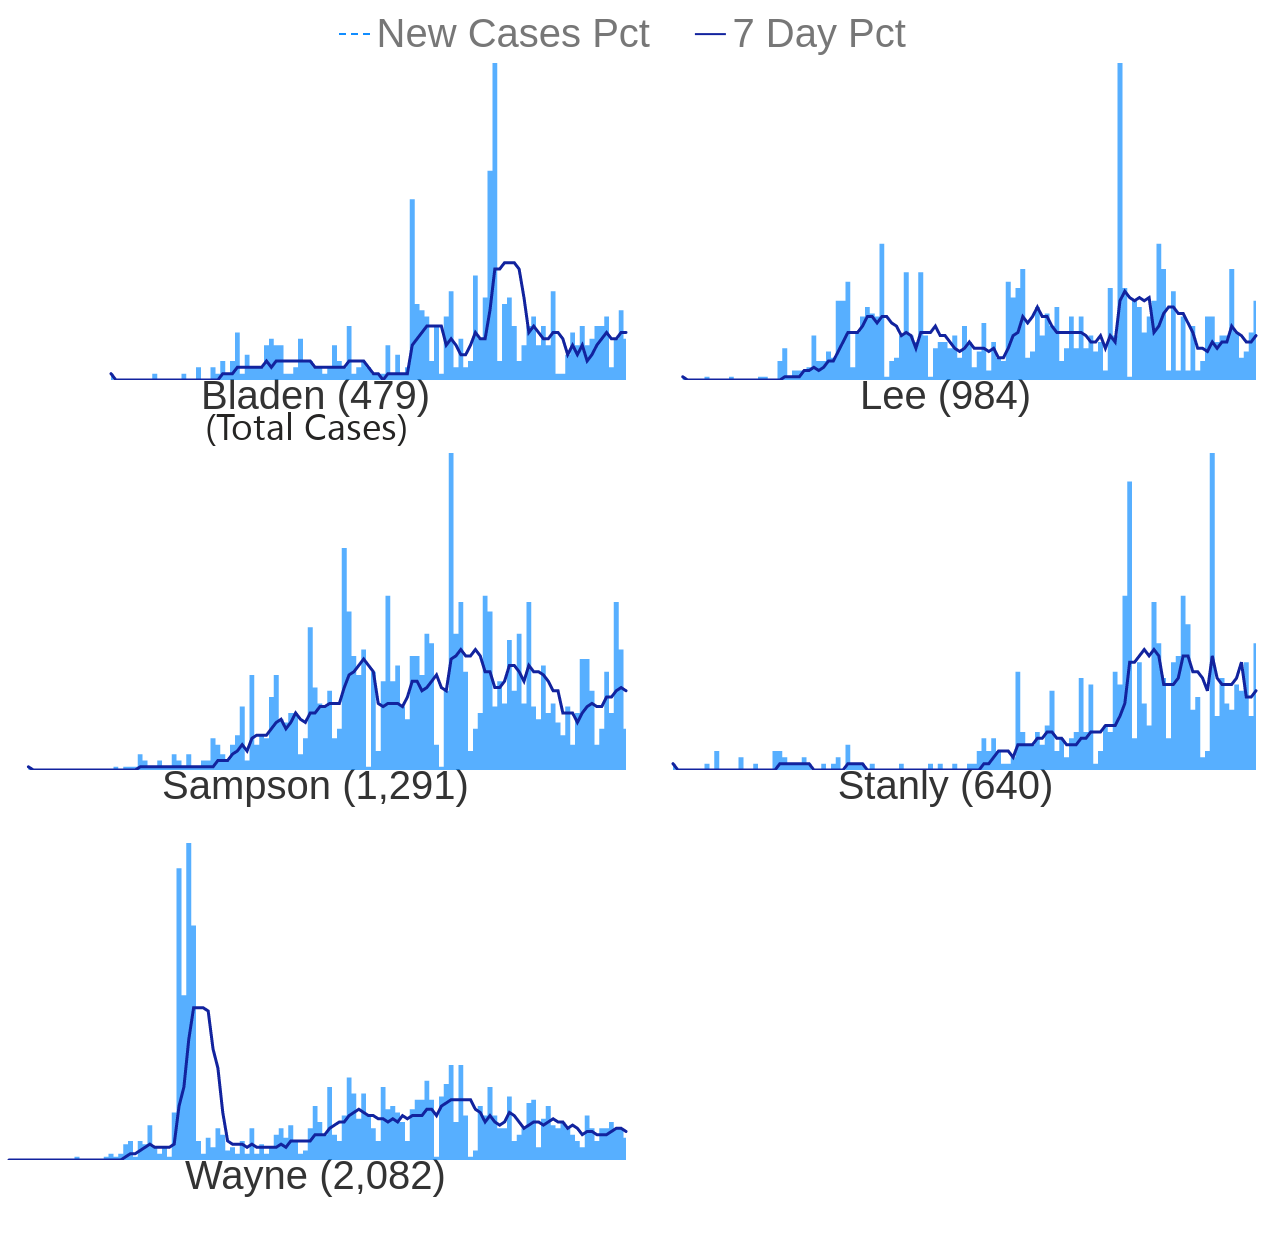 New Cases Pct 7 Day Pct
Bladen (479) Lee (984)
(Total Cases)
Sampson (1,291) Stanly (640)
Wayne (2,082)